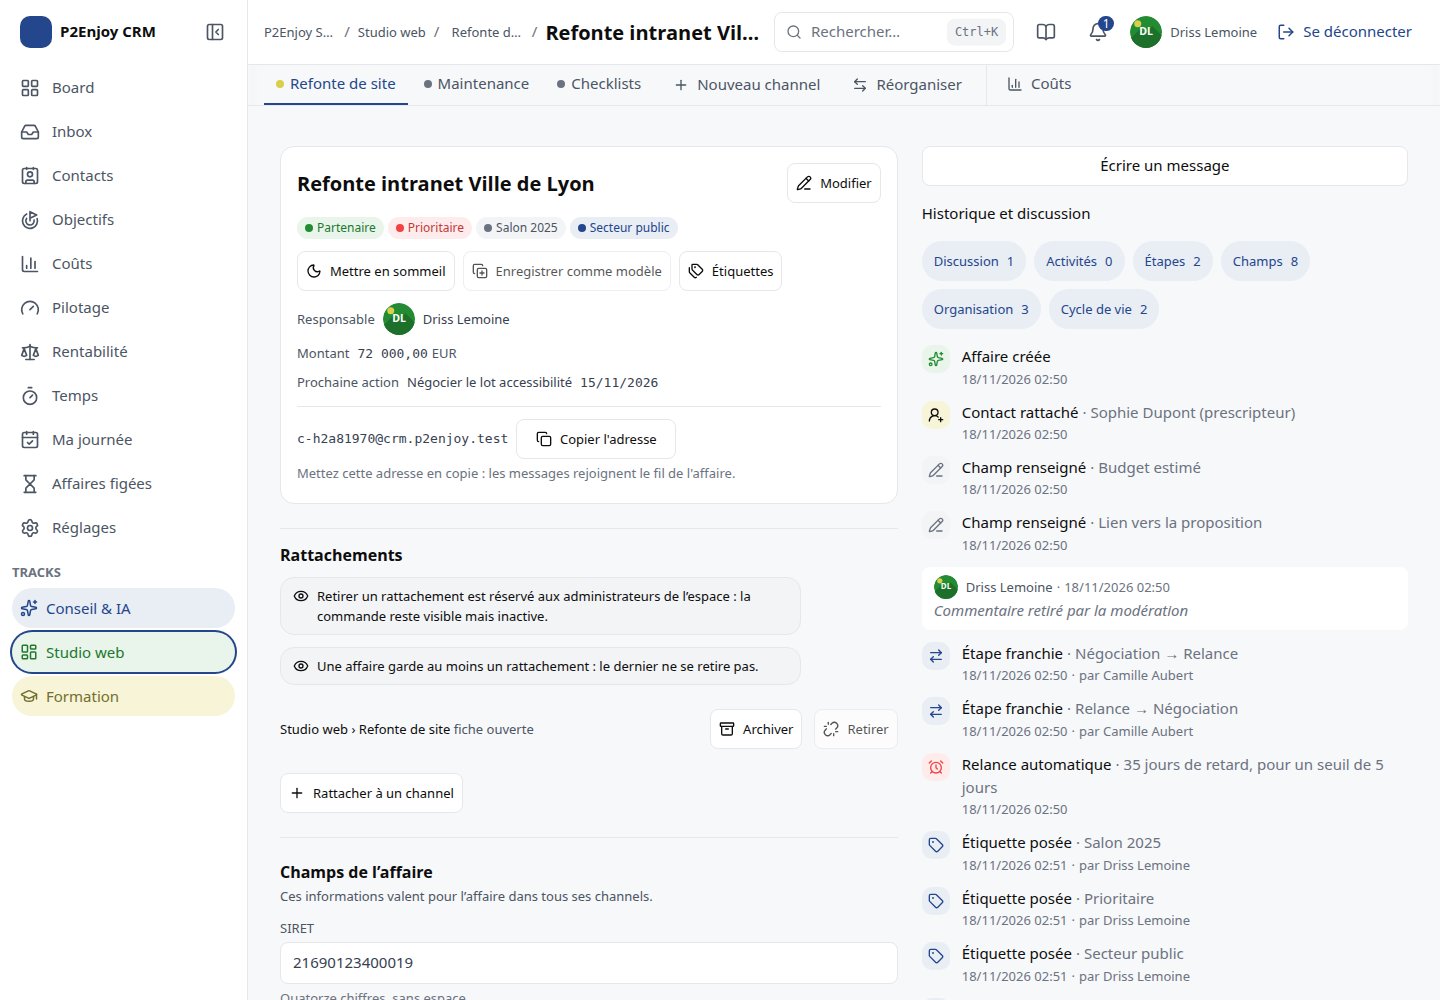 P2Enjoy CRM
Board
Inbox
Contacts
Objectifs
Coûts
Pilotage
Rentabilité
Temps
Ma journée
Affaires figées
Réglages
TRACKS
Conseil & IA
Studio web
Formation
P2Enjoy S... / Studio web / Refonte d... / Refonte intranet Vil...
Rechercher... Ctrl+K
1
DL Driss Lemoine
Se déconnecter
Refonte de site
Maintenance
Checklists
Nouveau channel
Réorganiser
Coûts
Refonte intranet Ville de Lyon
Modifier
Partenaire Prioritaire Salon 2025 Secteur public
Mettre en sommeil Enregistrer comme modèle Étiquettes
Responsable DL Driss Lemoine
Montant 72 000,00 EUR
Prochaine action Négocier le lot accessibilité 15/11/2026
c-h2a81970@crm.p2enjoy.test Copier l'adresse
Mettez cette adresse en copie : les messages rejoignent le fil de l'affaire.
Rattachements
Retirer un rattachement est réservé aux administrateurs de l’espace : la
commande reste visible mais inactive.
Une affaire garde au moins un rattachement : le dernier ne se retire pas.
Studio web › Refonte de site fiche ouverte Archiver Retirer
Rattacher à un channel
Champs de l’affaire
Ces informations valent pour l’affaire dans tous ses channels.
SIRET
21690123400019
Quatorze chiffres, sans espace
Écrire un message
Historique et discussion
Discussion 1 Activités 0 Étapes 2 Champs 8
Organisation 3 Cycle de vie 2
Affaire créée
18/11/2026 02:50
Contact rattaché · Sophie Dupont (prescripteur)
18/11/2026 02:50
Champ renseigné · Budget estimé
18/11/2026 02:50
Champ renseigné · Lien vers la proposition
18/11/2026 02:50
DL Driss Lemoine · 18/11/2026 02:50
Commentaire retiré par la modération
Étape franchie · Négociation → Relance
18/11/2026 02:50 · par Camille Aubert
Étape franchie · Relance → Négociation
18/11/2026 02:50 · par Camille Aubert
Relance automatique · 35 jours de retard, pour un seuil de 5
jours
18/11/2026 02:50
Étiquette posée · Salon 2025
18/11/2026 02:51 · par Driss Lemoine
Étiquette posée · Prioritaire
18/11/2026 02:51 · par Driss Lemoine
Étiquette posée · Secteur public
18/11/2026 02:51 · par Driss Lemoine